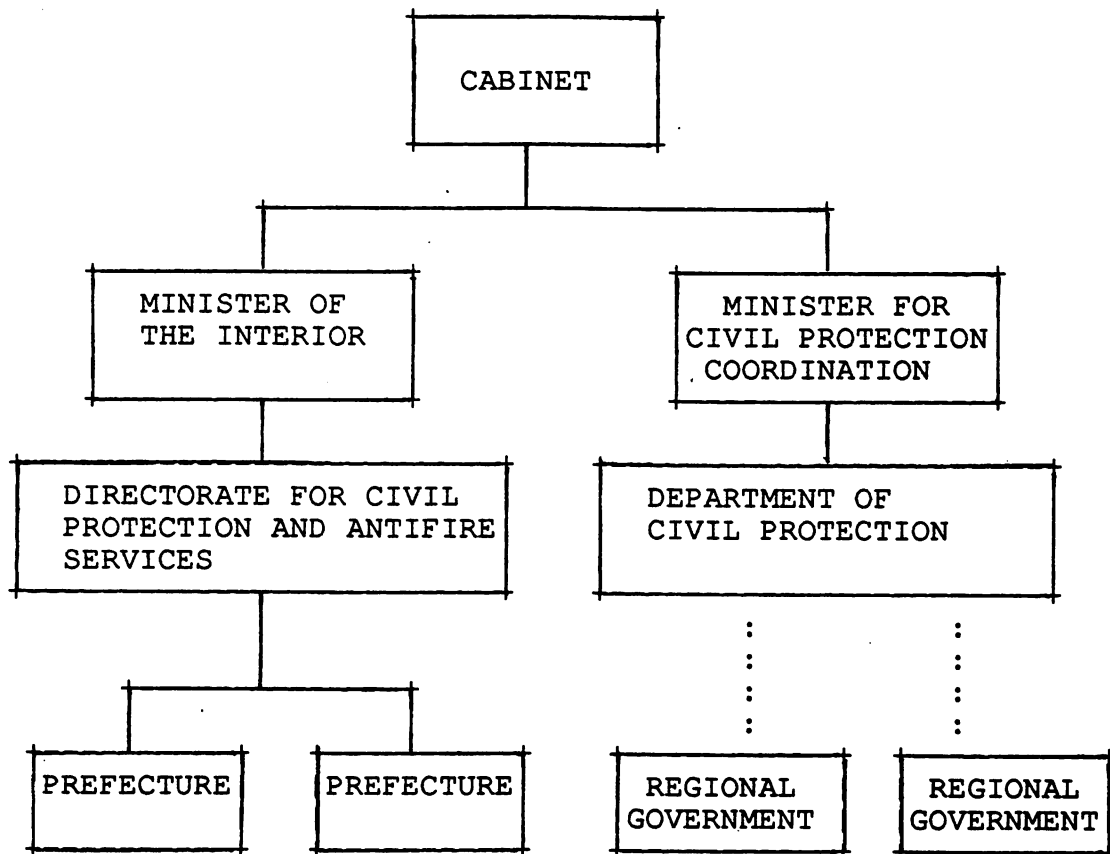 CABINET
MINISTER OF
THE INTERIOR
MINISTER FOR
CIVIL PROTECTION
COORDINATION
DIRECTORATE FOR CIVIL
PROTECTION AND ANTIFIRE
SERVICES
DEPARTMENT OF
CIVIL PROTECTION
PREFECTURE
PREFECTURE
REGIONAL
GOVERNMENT
REGIONAL
GOVERNMENT